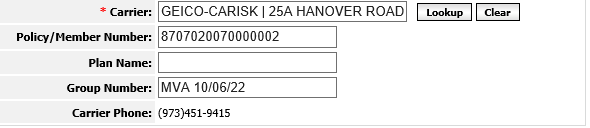 * Carrier: GEICO-CARISK | 25A HANOVER ROAD Lookup Clear
Policy/Member Number: 8707020070000002
Plan Name:
Group Number: MVA 10/06/22
Carrier Phone: (973)451-9415